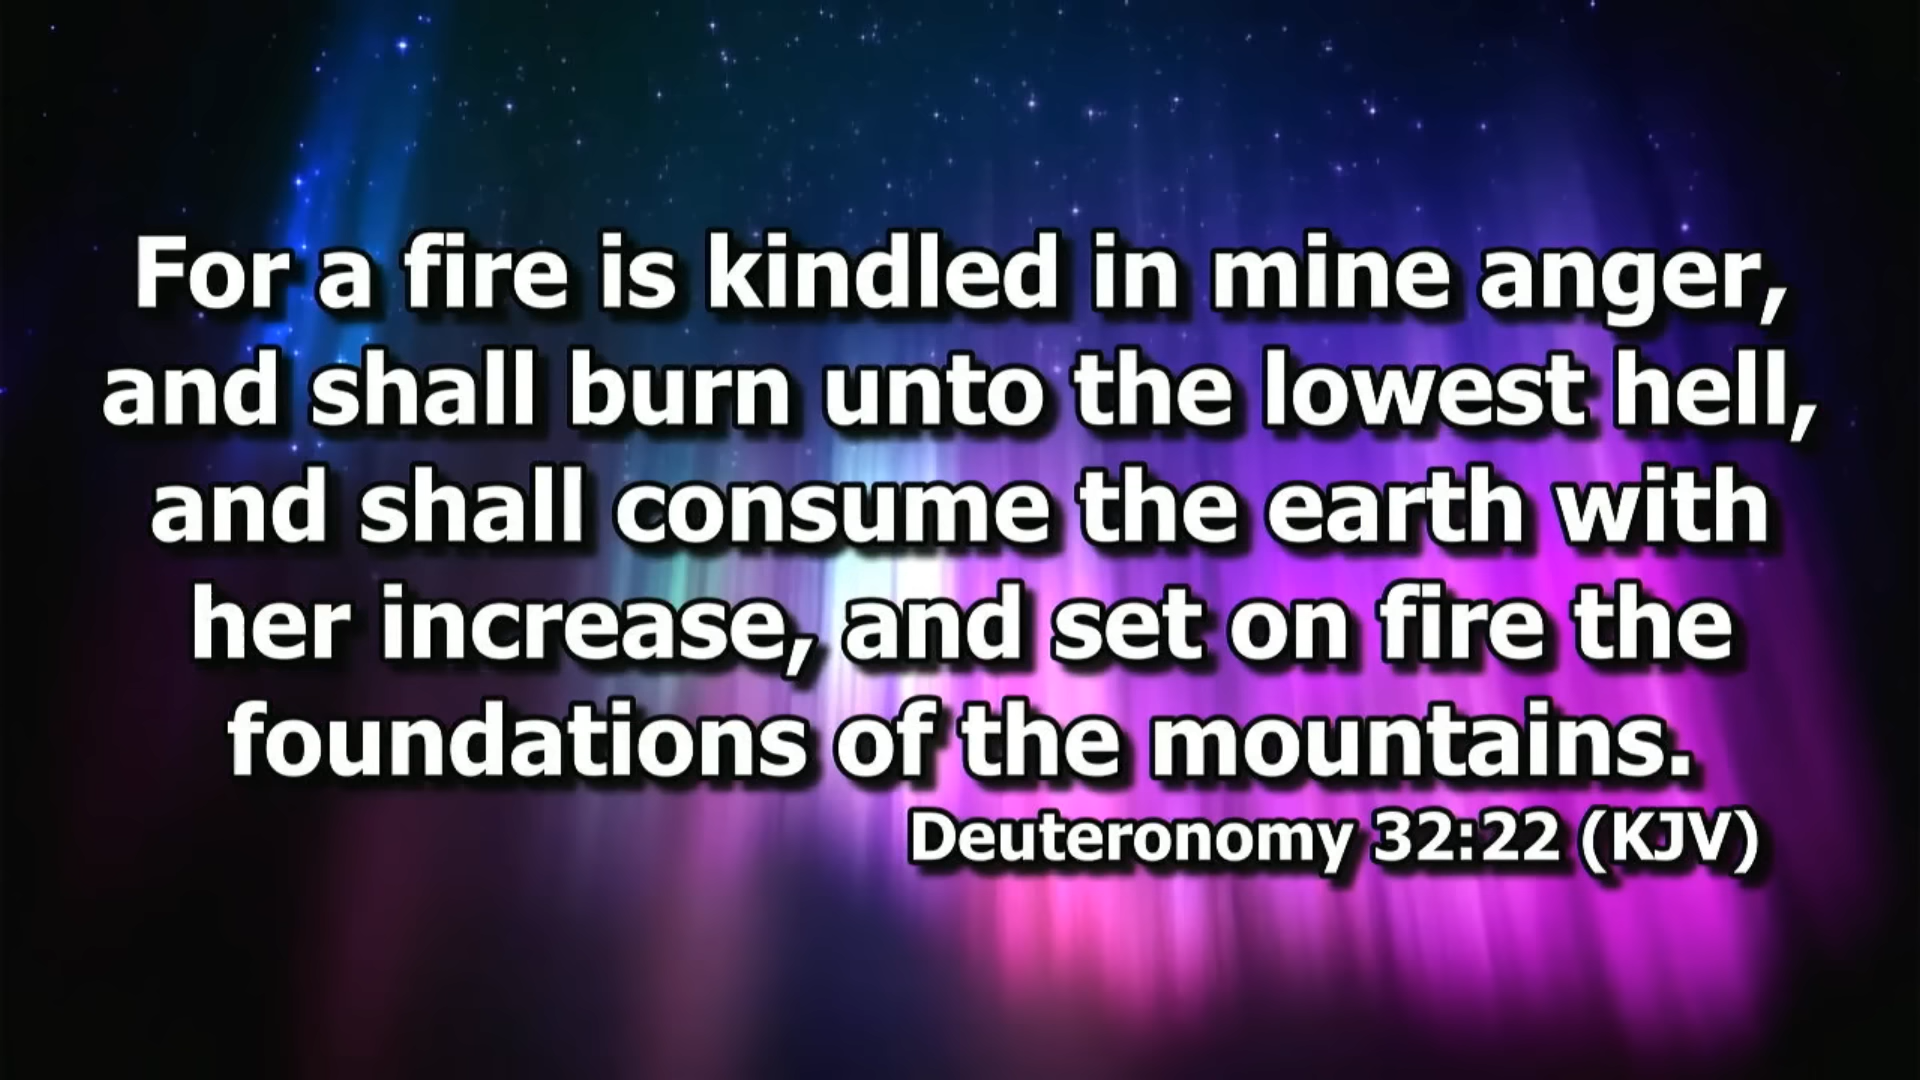 For a fire is kindled in mine anger,
and shall burn unto the lowest hell,
and shall consume the earth with
her increase, and set on fire the
foundations of the mountains.
Deuteronomy 32:22 (KJV)